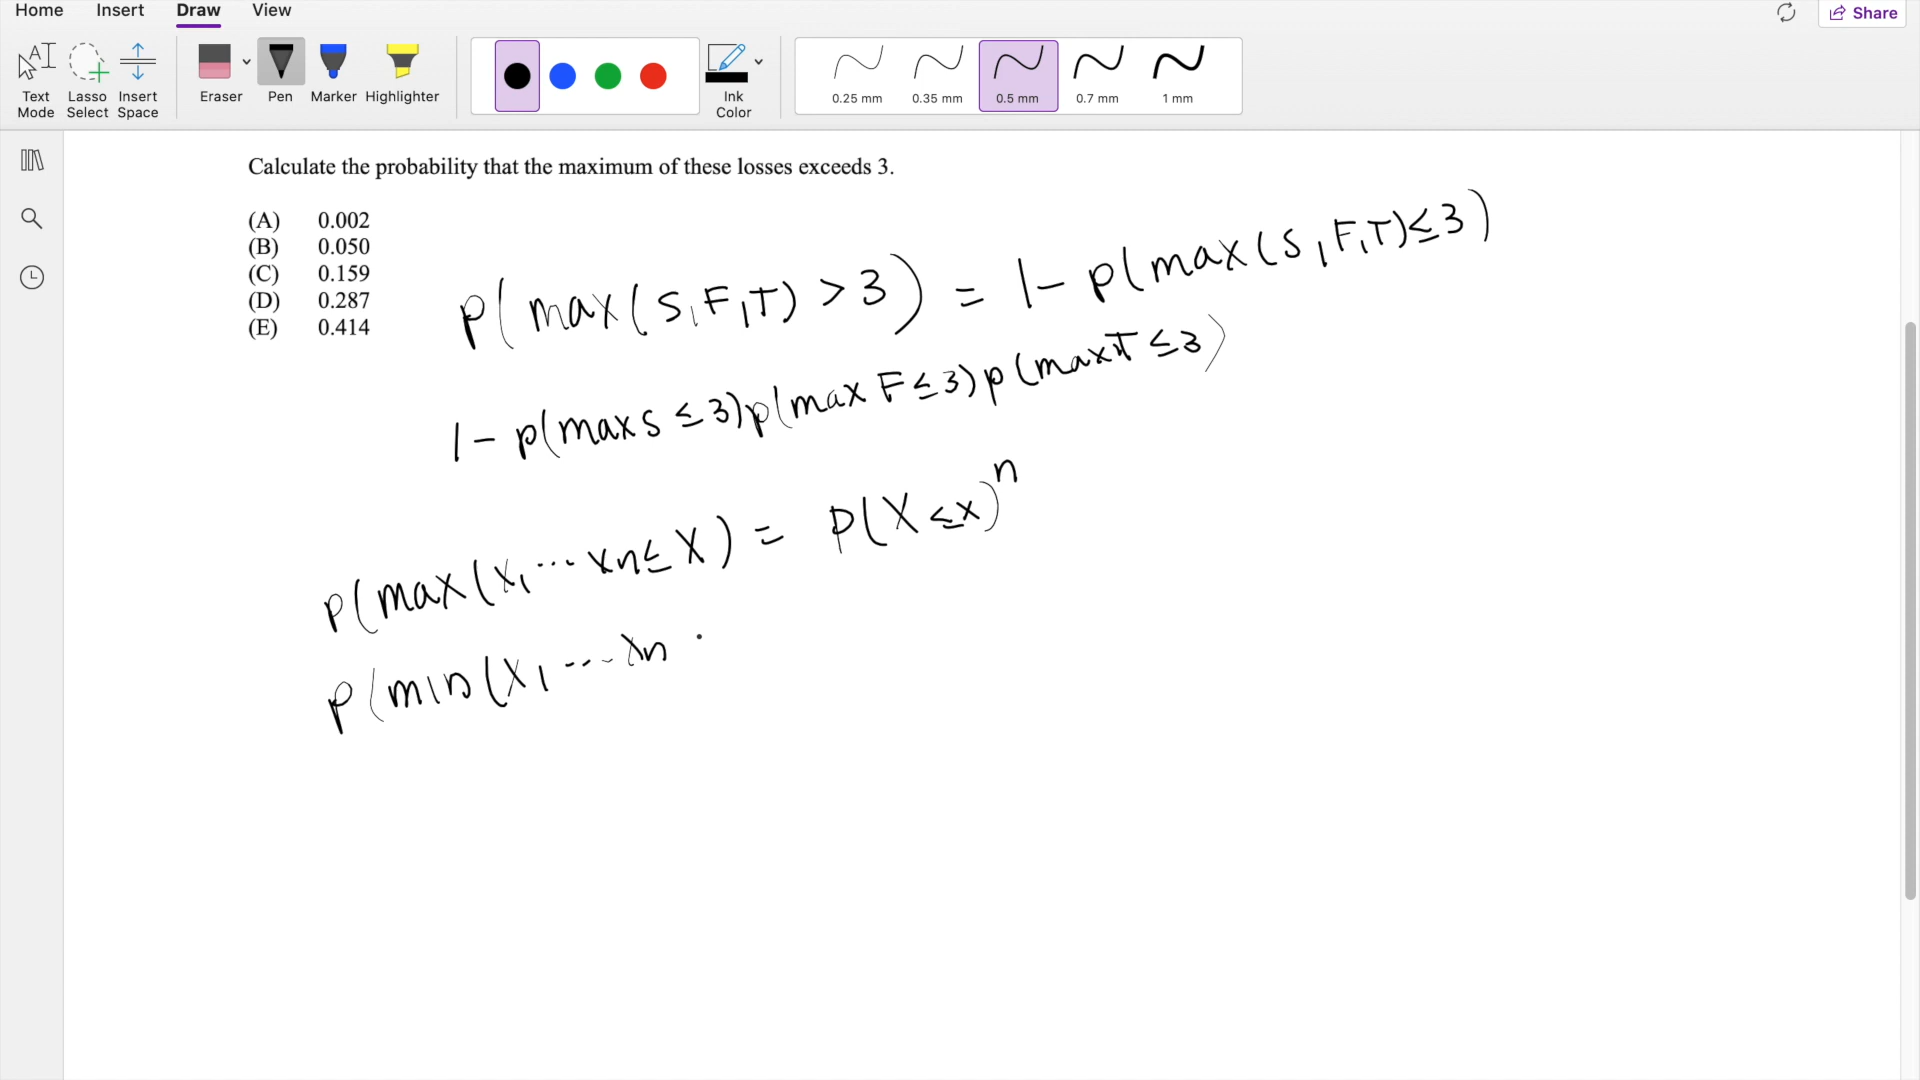 Home Insert Draw View Share
Text Mode Lasso Select Insert Space Eraser Pen Marker Highlighter Ink Color 0.25 mm 0.35 mm 0.5 mm 0.7 mm 1 mm
Calculate the probability that the maximum of these losses exceeds 3.
(A) 0.002
(B) 0.050
(C) 0.159
(D) 0.287
(E) 0.414
p(max(S,F,T) > 3) = 1 - p(max(S,F,T) ≤ 3)
1 - p(max S ≤ 3) p(max F ≤ 3) p(max T ≤ 3)
p(max(X, ... Xn ≤ X) = P(X ≤ x)^n
p(min(X, ... Xn